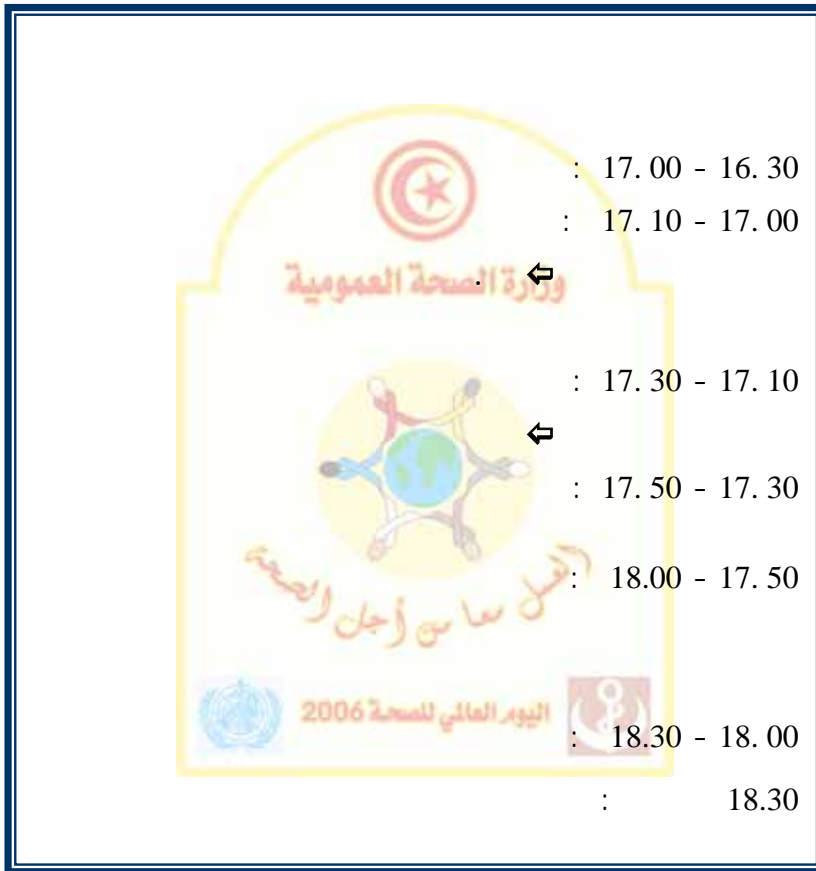 16. 30 - 17.00 :
17.00 - 17. 10 :
وزارة الصحة العمومية
⇦ .
17.10 - 17.30 :
⇦
17.30 - 17. 50 :
17.50 - 18.00 :
العمل معا من أجل الصحة
اليوم العالمي للصحة 2006
18. 00 - 18.30 :
18.30 :